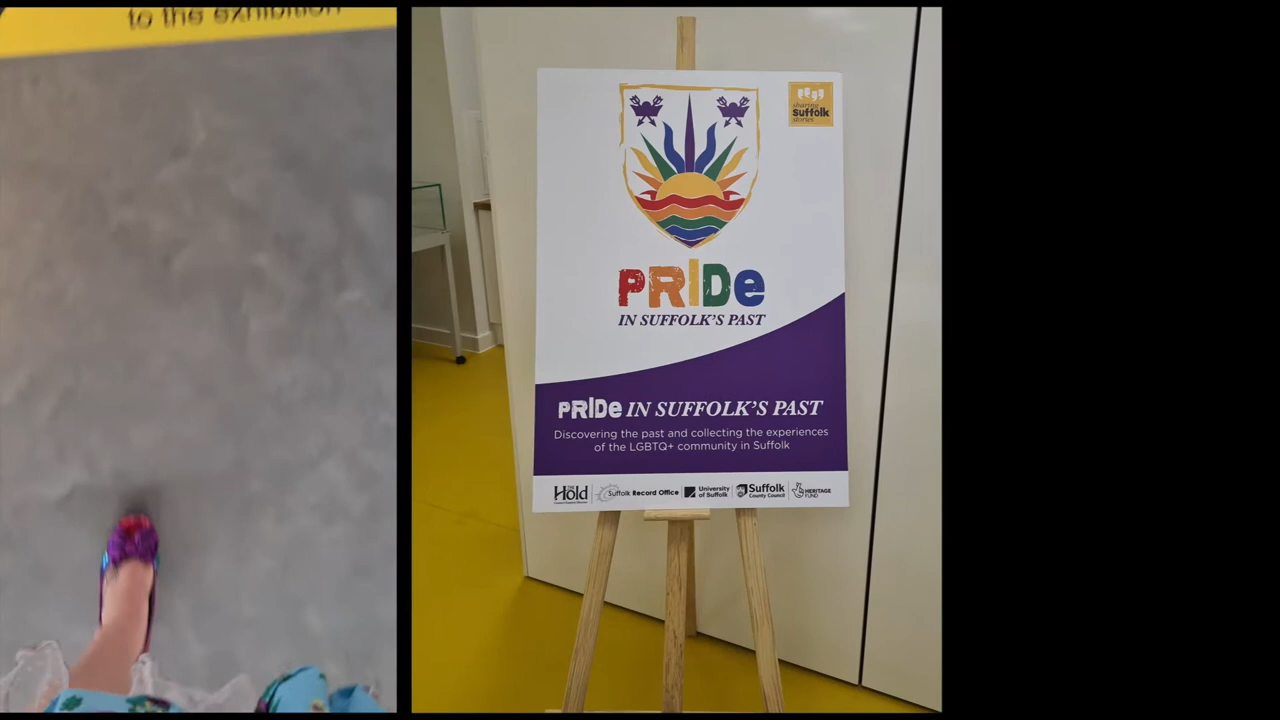 to the exhibition
sharing
suffolk
stories
PRIDe
IN SUFFOLK'S PAST
PRIDe IN SUFFOLK'S PAST
Discovering the past and collecting the experiences
of the LGBTQ+ community in Suffolk
THE
Hold
Suffolk Record Office
University
of Suffolk
Suffolk
County Council
HERITAGE
FUND